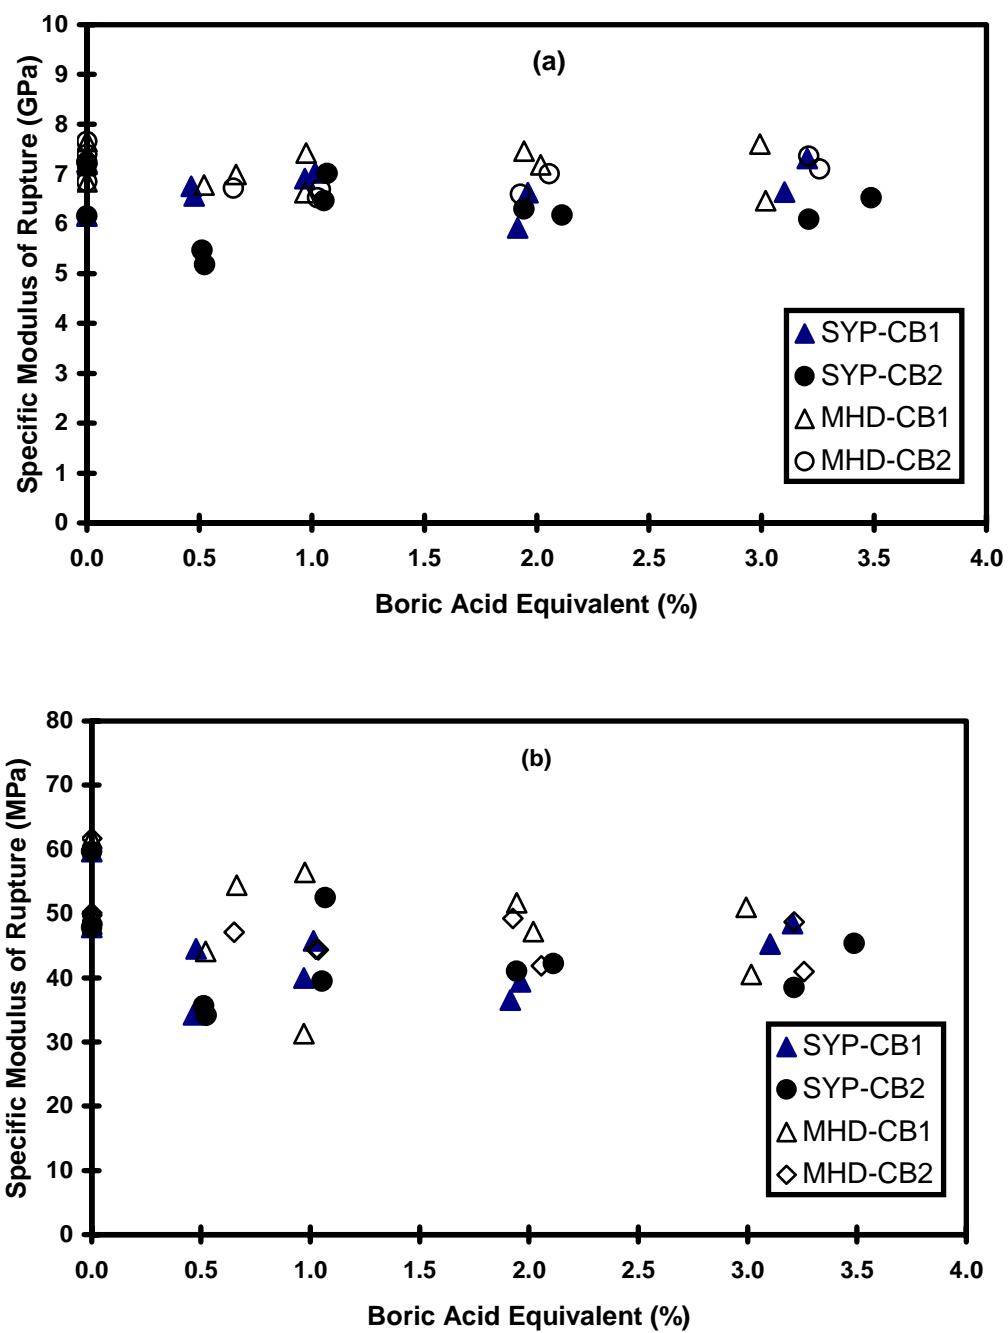 10
9
8
7
6
5
4
3
2
1
0
Specific Modulus of Rupture (GPa)
(a)
SYP-CB1
SYP-CB2
MHD-CB1
MHD-CB2
0.0 0.5 1.0 1.5 2.0 2.5 3.0 3.5 4.0
Boric Acid Equivalent (%)
80
70
60
50
40
30
20
10
0
Specific Modulus of Rupture (MPa)
(b)
SYP-CB1
SYP-CB2
MHD-CB1
MHD-CB2
0.0 0.5 1.0 1.5 2.0 2.5 3.0 3.5 4.0
Boric Acid Equivalent (%)